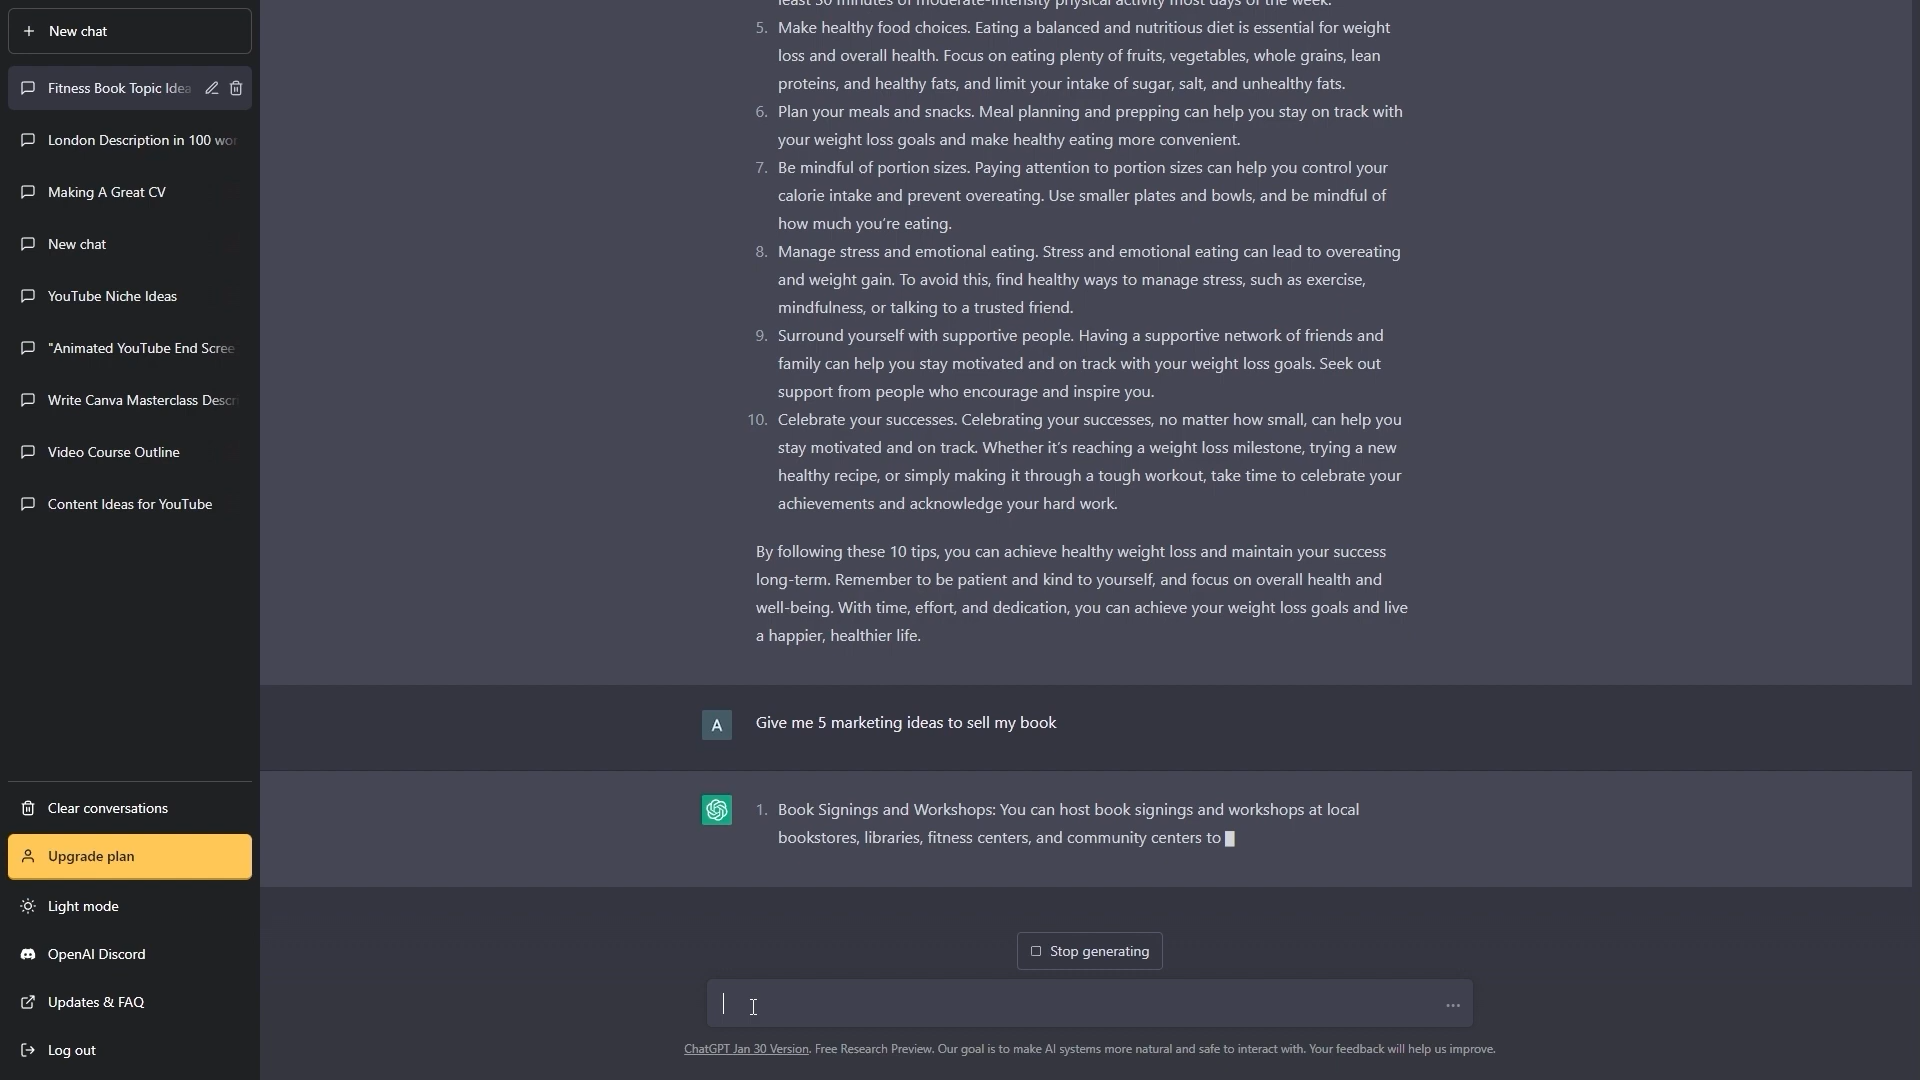 New chat
Fitness Book Topic Idea
London Description in 100 wor
Making A Great CV
New chat
YouTube Niche Ideas
"Animated YouTube End Scree
Write Canva Masterclass Descri
Video Course Outline
Content Ideas for YouTube
Clear conversations
Upgrade plan
Light mode
OpenAI Discord
Updates & FAQ
Log out
least 30 minutes of moderate-intensity physical activity most days of the week.
5. Make healthy food choices. Eating a balanced and nutritious diet is essential for weight
loss and overall health. Focus on eating plenty of fruits, vegetables, whole grains, lean
proteins, and healthy fats, and limit your intake of sugar, salt, and unhealthy fats.
6. Plan your meals and snacks. Meal planning and prepping can help you stay on track with
your weight loss goals and make healthy eating more convenient.
7. Be mindful of portion sizes. Paying attention to portion sizes can help you control your
calorie intake and prevent overeating. Use smaller plates and bowls, and be mindful of
how much you're eating.
8. Manage stress and emotional eating. Stress and emotional eating can lead to overeating
and weight gain. To avoid this, find healthy ways to manage stress, such as exercise,
mindfulness, or talking to a trusted friend.
9. Surround yourself with supportive people. Having a supportive network of friends and
family can help you stay motivated and on track with your weight loss goals. Seek out
support from people who encourage and inspire you.
10. Celebrate your successes. Celebrating your successes, no matter how small, can help you
stay motivated and on track. Whether it's reaching a weight loss milestone, trying a new
healthy recipe, or simply making it through a tough workout, take time to celebrate your
achievements and acknowledge your hard work.
By following these 10 tips, you can achieve healthy weight loss and maintain your success
long-term. Remember to be patient and kind to yourself, and focus on overall health and
well-being. With time, effort, and dedication, you can achieve your weight loss goals and live
a happier, healthier life.
A Give me 5 marketing ideas to sell my book
1. Book Signings and Workshops: You can host book signings and workshops at local
bookstores, libraries, fitness centers, and community centers to
Stop generating
ChatGPT Jan 30 Version. Free Research Preview. Our goal is to make AI systems more natural and safe to interact with. Your feedback will help us improve.